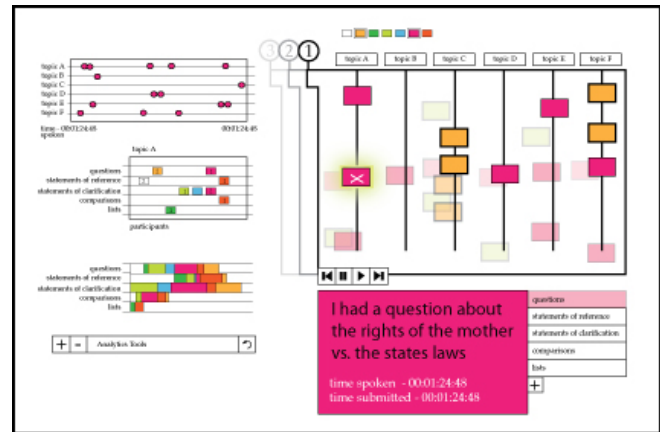 3 2 1
topic A
topic B
topic C
topic D
topic E
topic F
time - 00:01:24:48 00:01:24:48
spoken
topic A topic B topic C topic D topic E topic F
topic A
questions
statements of reference
statements of clarification
comparisons
lists
participants
questions
statements of reference
statements of clarification
comparisons
lists
+ - Analytics Tools
I had a question about
the rights of the mother
vs. the states laws
time spoken - 00:01:24:48
time submitted - 00:01:24:48
questions
statements of reference
statements of clarification
comparisons
lists
+